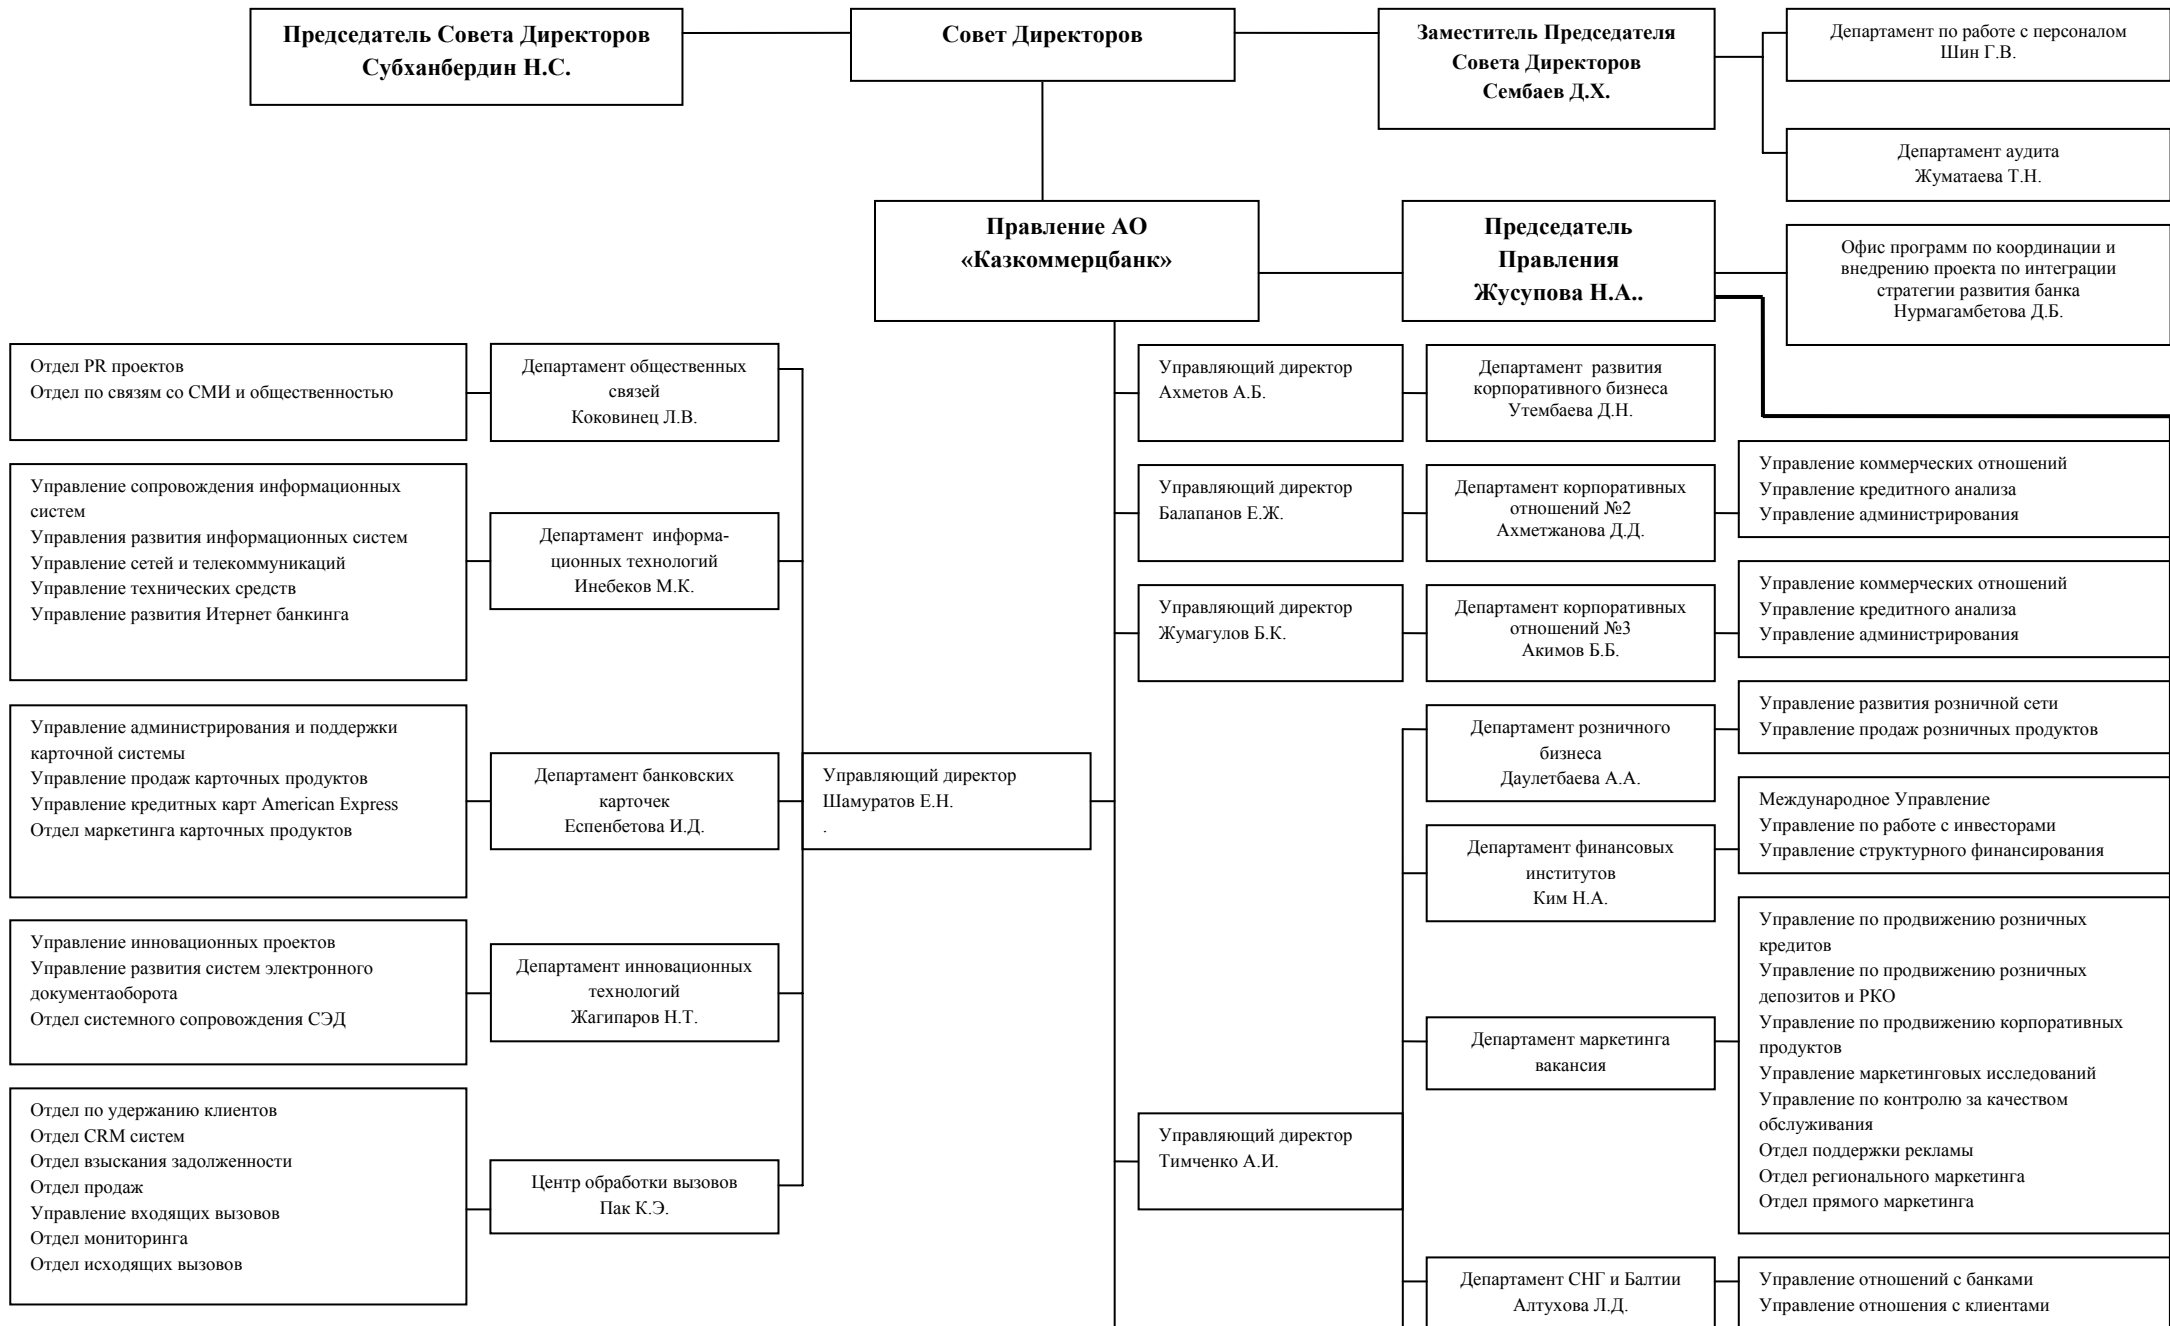 Председатель Совета Директоров
Субханбердин Н.С.
Совет Директоров
Заместитель Председателя
Совета Директоров
Сембаев Д.Х.
Департамент по работе с персоналом
Шин Г.В.
Департамент аудита
Жуматаева Т.Н.
Правление АО
«Казкоммерцбанк»
Председатель
Правления
Жусупова Н.А..
Офис программ по координации и
внедрению проекта по интеграции
стратегии развития банка
Нурмагамбетова Д.Б.
Отдел PR проектов
Отдел по связям со СМИ и общественностью
Департамент общественных
связей
Коковинец Л.В.
Управляющий директор
Ахметов А.Б.
Департамент  развития
корпоративного бизнеса
Утембаева Д.Н.
Управление сопровождения информационных
систем
Управления развития информационных систем
Управление сетей и телекоммуникаций
Управление технических средств
Управление развития Итернет банкинга
Департамент  информа-
ционных технологий
Инебеков М.К.
Управляющий директор
Балапанов Е.Ж.
Департамент корпоративных
отношений №2
Ахметжанова Д.Д.
Управление коммерческих отношений
Управление кредитного анализа
Управление администрирования
Управляющий директор
Жумагулов Б.К.
Департамент корпоративных
отношений №3
Акимов Б.Б.
Управление коммерческих отношений
Управление кредитного анализа
Управление администрирования
Управление администрирования и поддержки
карточной системы
Управление продаж карточных продуктов
Управление кредитных карт American Express
Отдел маркетинга карточных продуктов
Департамент банковских
карточек
Еспенбетова И.Д.
Управляющий директор
Шамуратов Е.Н.
.
Департамент розничного
бизнеса
Даулетбаева А.А.
Управление развития розничной сети
Управление продаж розничных продуктов
Департамент финансовых
институтов
Ким Н.А.
Международное Управление
Управление по работе с инвесторами
Управление структурного финансирования
Управление инновационных проектов
Управление развития систем электронного
документаоборота
Отдел системного сопровождения СЭД
Департамент инновационных
технологий
Жагипаров Н.Т.
Департамент маркетинга
вакансия
Управление по продвижению розничных
кредитов
Управление по продвижению розничных
депозитов и РКО
Управление по продвижению корпоративных
продуктов
Управление маркетинговых исследований
Управление по контролю за качеством
обслуживания
Отдел поддержки рекламы
Отдел регионального маркетинга
Отдел прямого маркетинга
Отдел по удержанию клиентов
Отдел CRM систем
Отдел взыскания задолженности
Отдел продаж
Управление входящих вызовов
Отдел мониторинга
Отдел исходящих вызовов
Центр обработки вызовов
Пак К.Э.
Управляющий директор
Тимченко А.И.
Департамент СНГ и Балтии
Алтухова Л.Д.
Управление отношений с банками
Управление отношения с клиентами